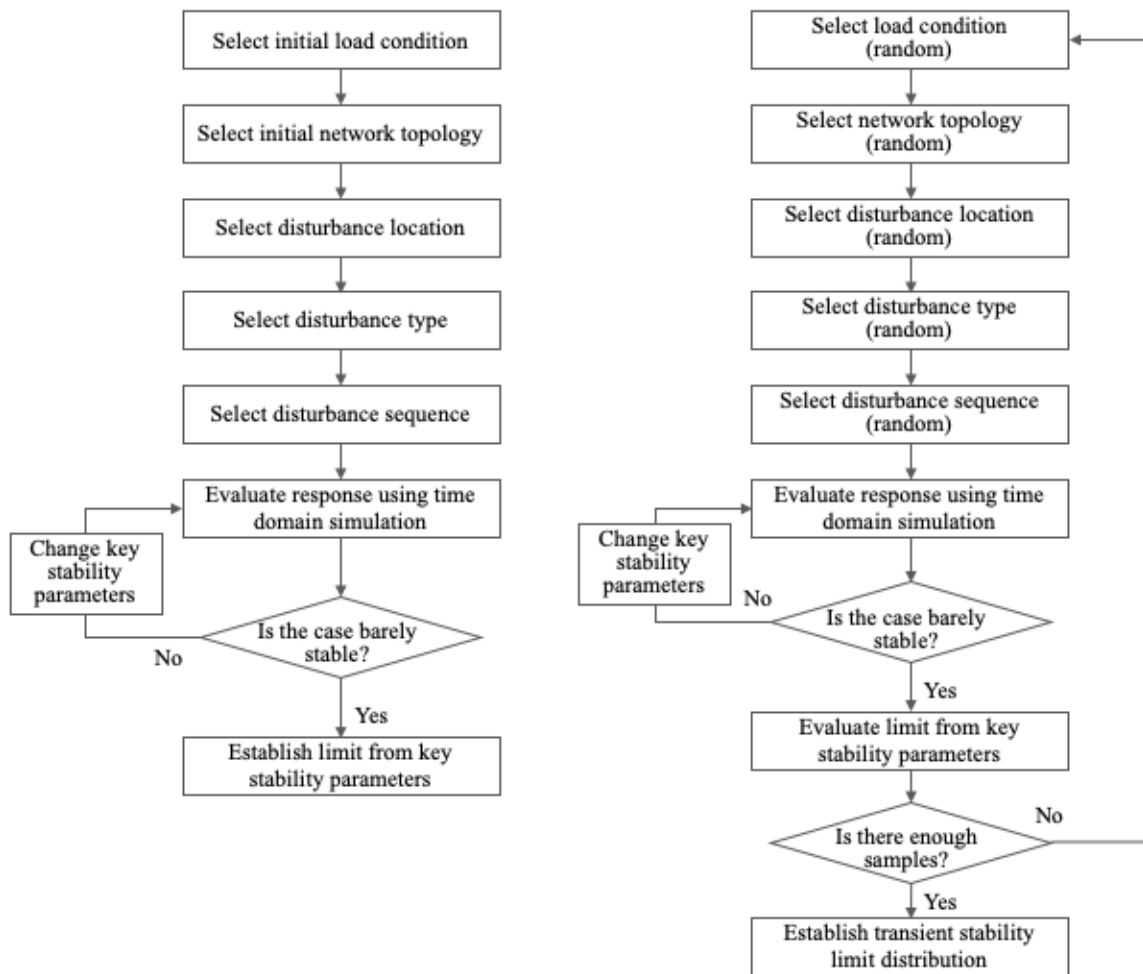 Select initial load condition
Select initial network topology
Select disturbance location
Select disturbance type
Select disturbance sequence
Evaluate response using time
domain simulation
Change key
stability
parameters
Is the case barely
stable?
No
Yes
Establish limit from key
stability parameters
Select load condition
(random)
Select network topology
(random)
Select disturbance location
(random)
Select disturbance type
(random)
Select disturbance sequence
(random)
Evaluate response using time
domain simulation
Change key
stability
parameters
No
Is the case barely
stable?
Yes
Evaluate limit from key
stability parameters
Is there enough
samples?
No
Yes
Establish transient stability
limit distribution